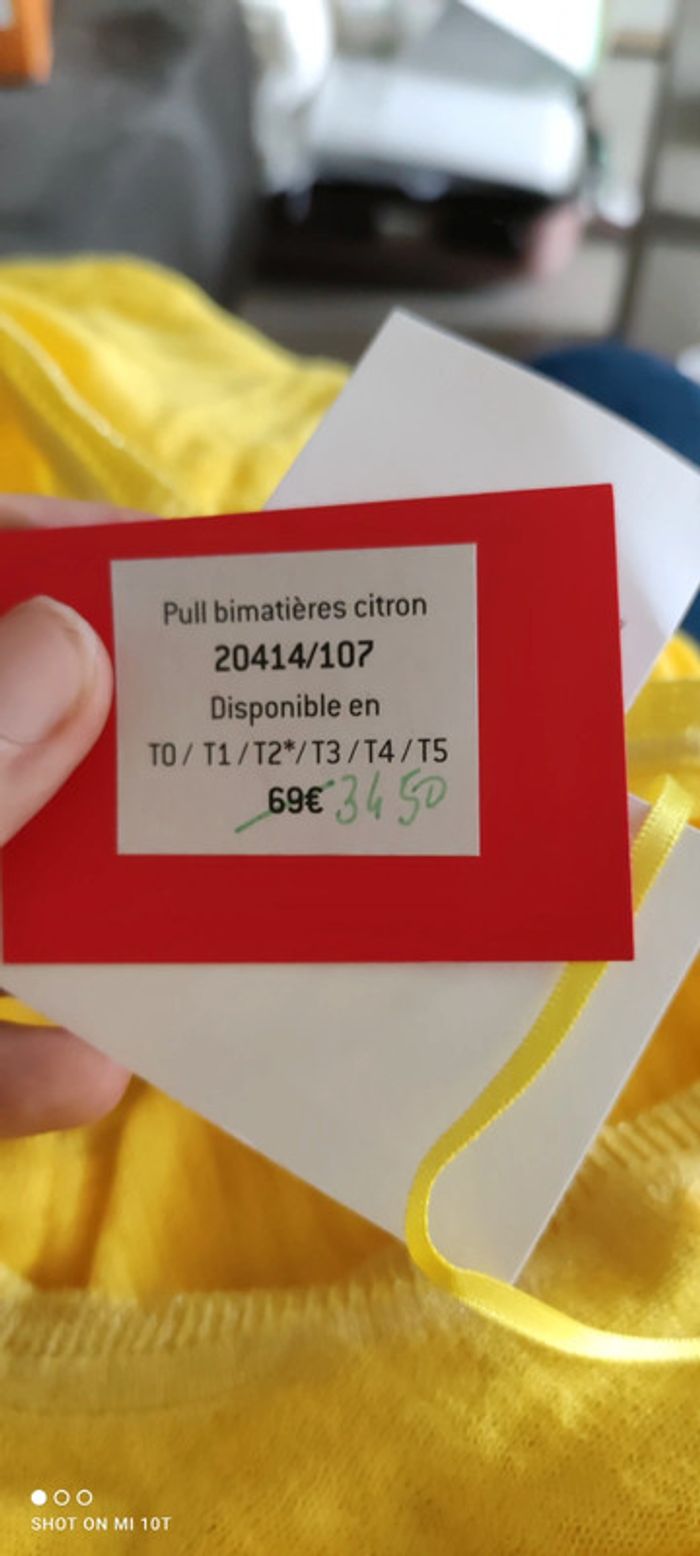 Pull bimatières citron
20414/107
Disponible en
T0 / T1 / T2*/ T3 / T4 / T5
69€ 34 50
SHOT ON MI 10T